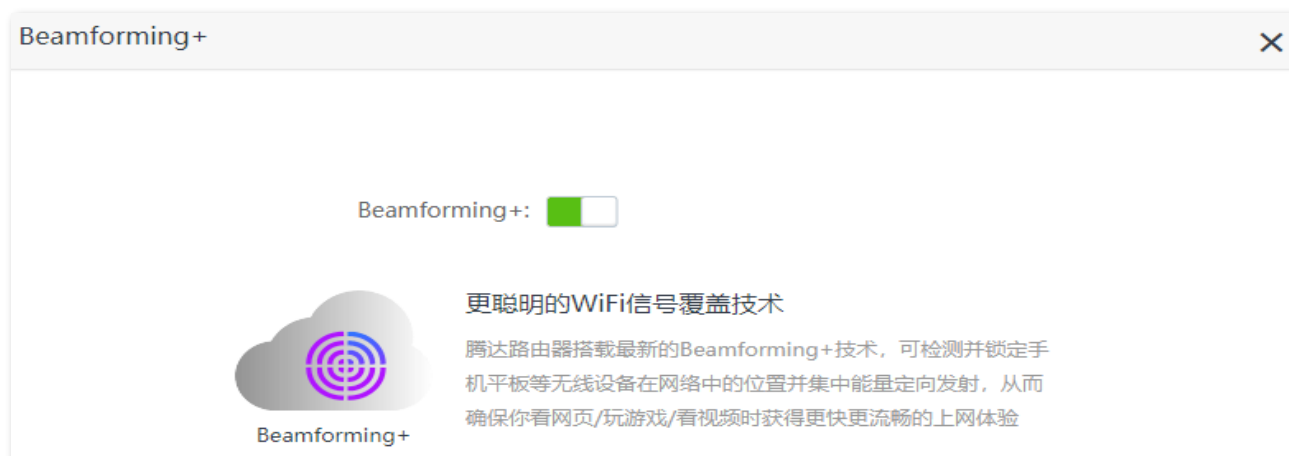 Beamforming+
Beamforming+:
更聪明的WiFi信号覆盖技术
腾达路由器搭载最新的Beamforming+技术，可检测并锁定手
机平板等无线设备在网络中的位置并集中能量定向发射，从而
确保你看网页/玩游戏/看视频时获得更快更流畅的上网体验
Beamforming+